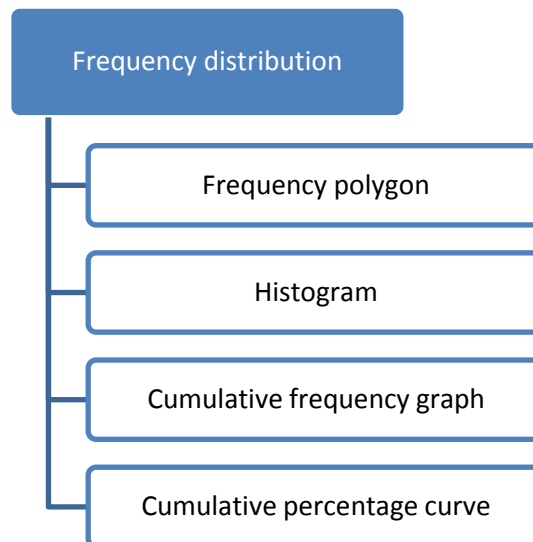 Frequency distribution
Frequency polygon
Histogram
Cumulative frequency graph
Cumulative percentage curve